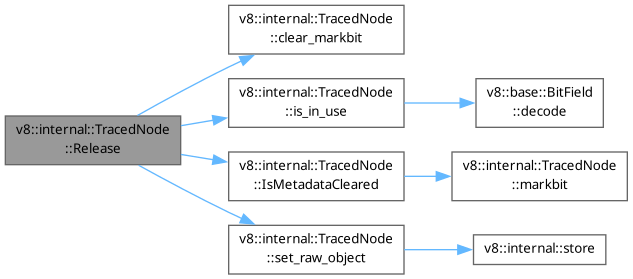 v8::internal::TracedNode
::Release
v8::internal::TracedNode
::clear_markbit
v8::internal::TracedNode
::is_in_use
v8::base::BitField
::decode
v8::internal::TracedNode
::IsMetadataCleared
v8::internal::TracedNode
::markbit
v8::internal::TracedNode
::set_raw_object
v8::internal::store